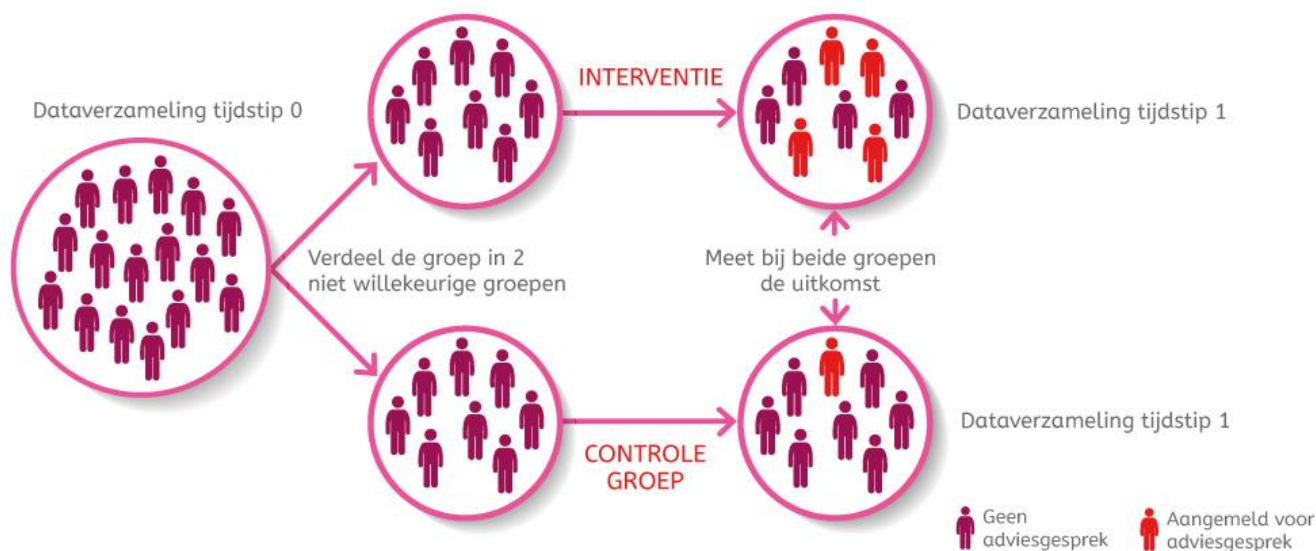 Dataverzameling tijdstip 0
INTERVENTIE
Dataverzameling tijdstip 1
Verdeel de groep in 2
niet willekeurige groepen
Meet bij beide groepen
de uitkomst
CONTROLE
GROEP
Dataverzameling tijdstip 1
Geen
adviesgesprek
Aangemeld voor
adviesgesprek